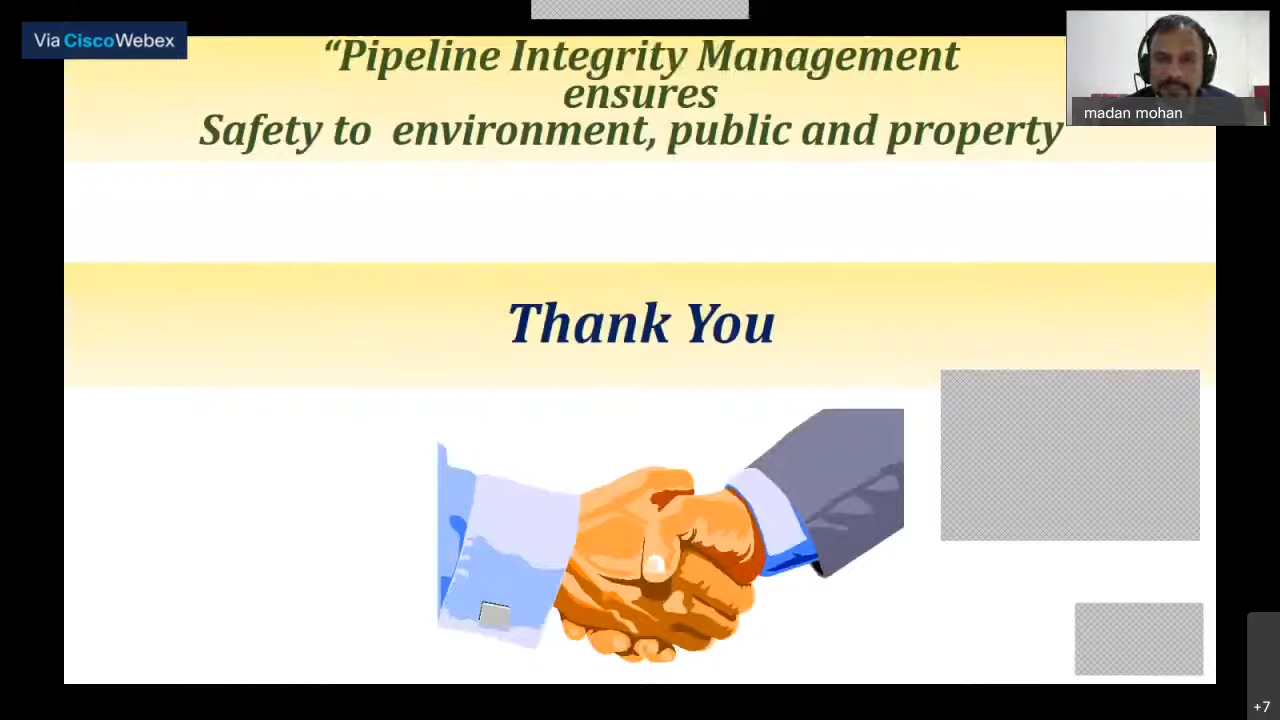 Via CiscoWebex
“Pipeline Integrity Management
ensures
Safety to environment, public and property
madan mohan
Thank You
+7